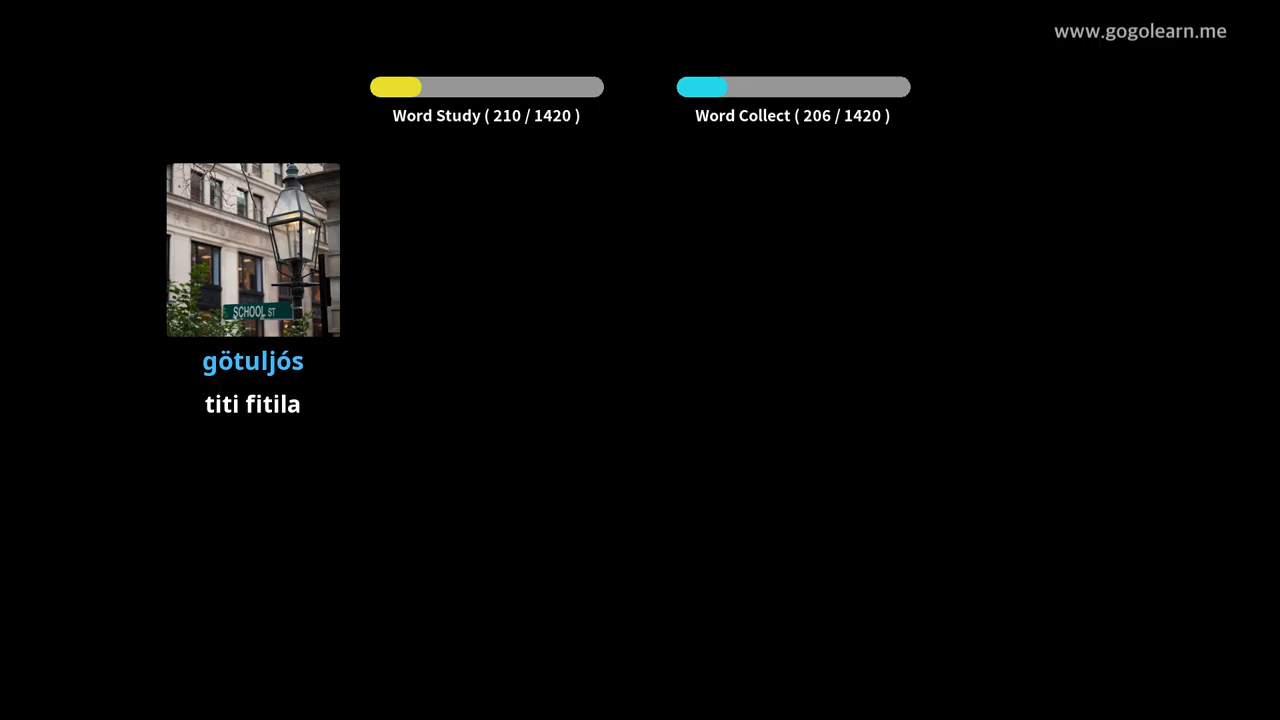 www.gogolearn.me
Word Study ( 210 / 1420 )
Word Collect ( 206 / 1420 )
SCHOOL ST
götuljós
titi fitila